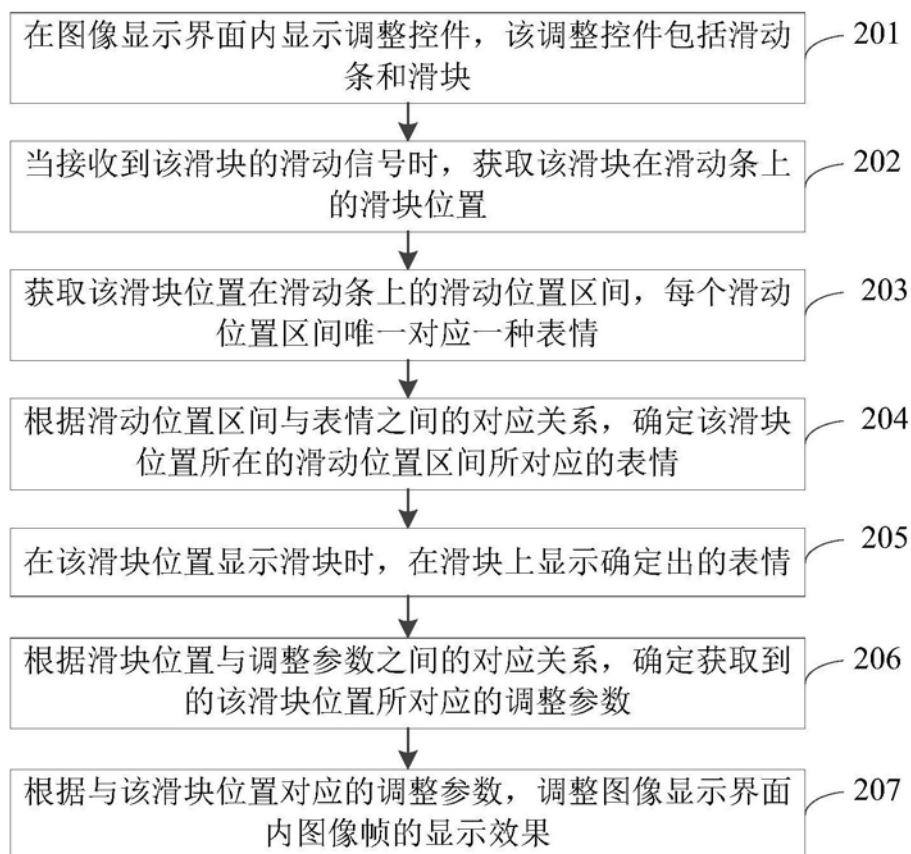 在图像显示界面内显示调整控件，该调整控件包括滑动
条和滑块
201
当接收到该滑块的滑动信号时，获取该滑块在滑动条上
的滑块位置
202
获取该滑块位置在滑动条上的滑动位置区间，每个滑动
位置区间唯一对应一种表情
203
根据滑动位置区间与表情之间的对应关系，确定该滑块
位置所在的滑动位置区间所对应的表情
204
在该滑块位置显示滑块时，在滑块上显示确定出的表情
205
根据滑块位置与调整参数之间的对应关系，确定获取到
的该滑块位置所对应的调整参数
206
根据与该滑块位置对应的调整参数，调整图像显示界面
内图像帧的显示效果
207